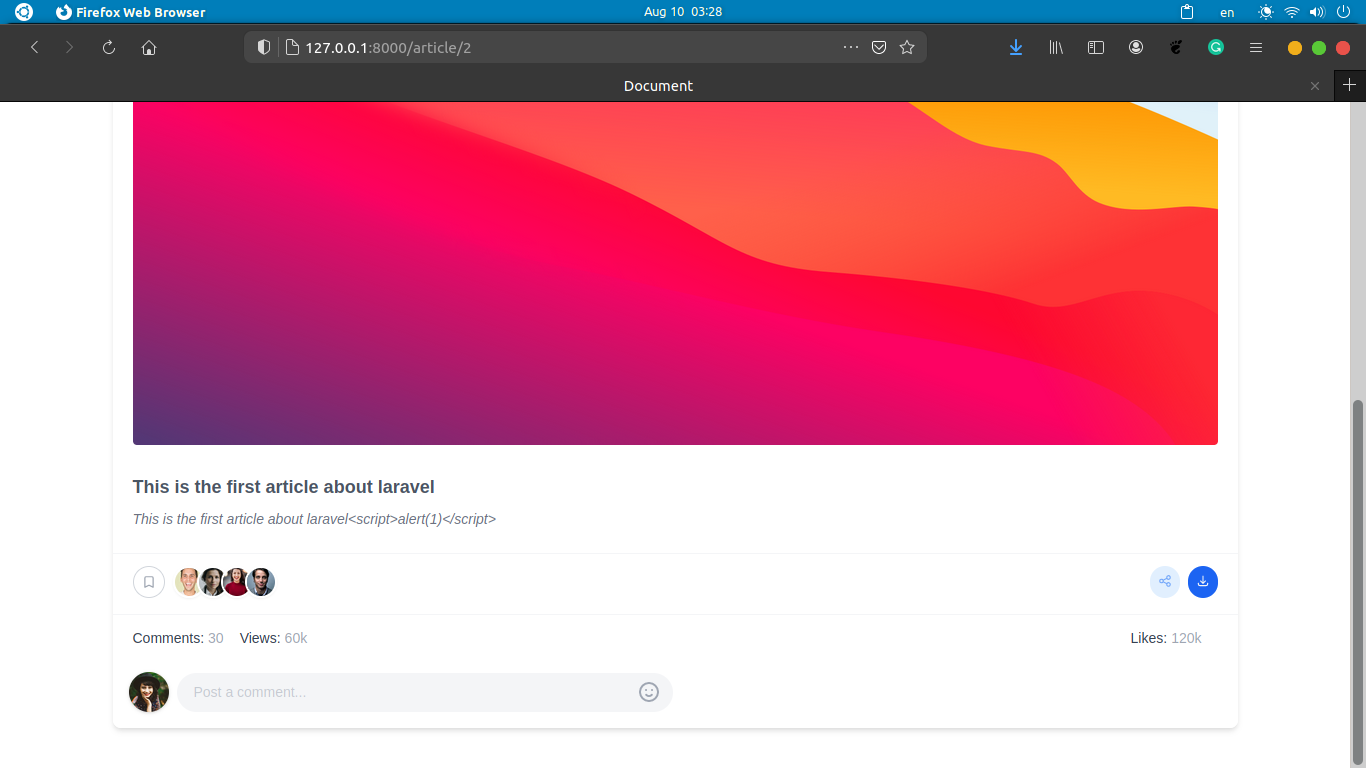 Firefox Web Browser
Aug 10 03:28
en
127.0.0.1:8000/article/2
Document
This is the first article about laravel
This is the first article about laravel<script>alert(1)</script>
Comments: 30 Views: 60k Likes: 120k
Post a comment...